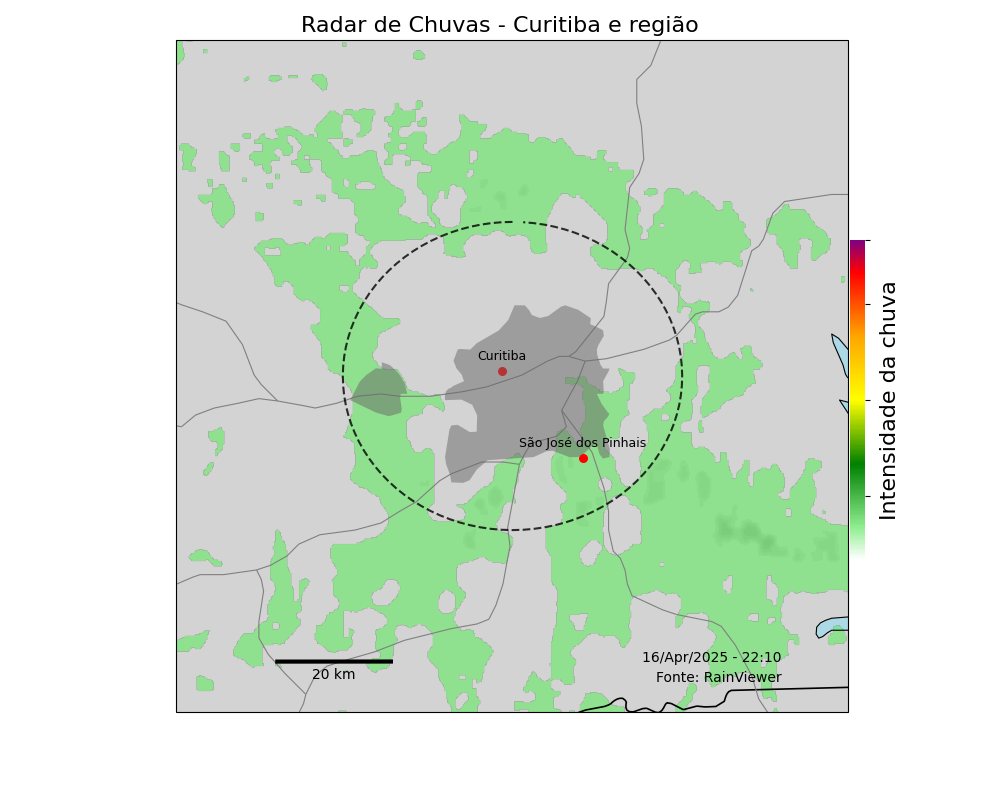 Radar de Chuvas - Curitiba e região
Curitiba
São José dos Pinhais
Intensidade da chuva
16/Apr/2025 - 22:10
Fonte: RainViewer
20 km